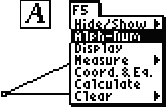 A
F5
Hide/Show
Alph-Num
Display
Measure
Coord. & Eq.
Calculate
Clear